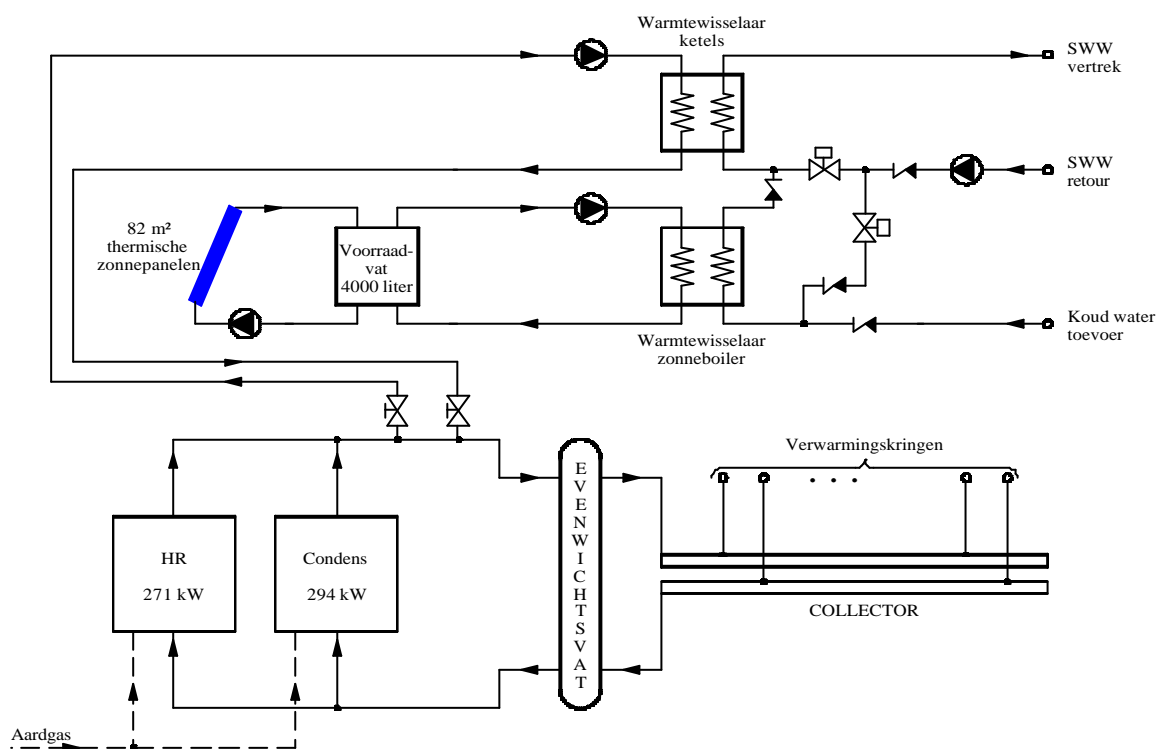 Warmtewisselaar
ketels
SWW
vertrek
SWW
retour
82 m²
thermische
zonnepanelen
Voorraad-
vat
4000 liter
Koud water
toevoer
Warmtewisselaar
zonneboiler
Verwarmingskringen
. . .
EVENWICHTSVAT
HR
271 kW
Condens
294 kW
COLLECTOR
Aardgas